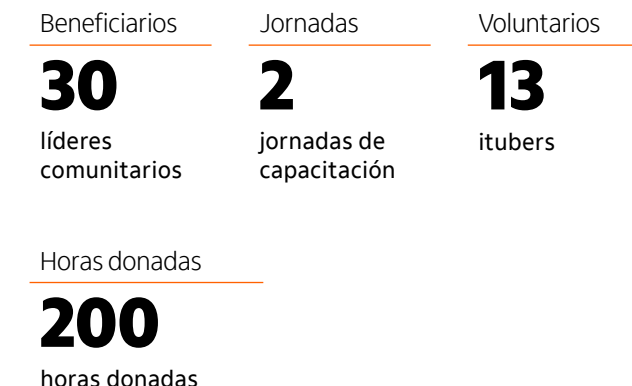 Beneficiarios
30
líderes
comunitarios
Jornadas
2
jornadas de
capacitación
Voluntarios
13
itubers
Horas donadas
200
horas donadas